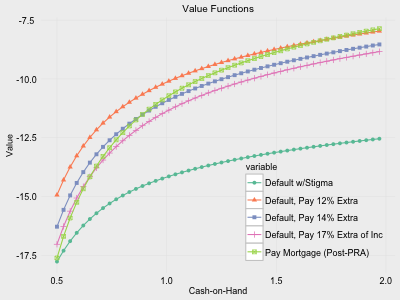 Value Functions
-7.5
-10.0
-12.5
-15.0
-17.5
Value
variable
Default w/Stigma
Default, Pay 12% Extra
Default, Pay 14% Extra
Default, Pay 17% Extra of Inc
Pay Mortgage (Post-PRA)
0.5 1.0 1.5 2.0
Cash-on-Hand